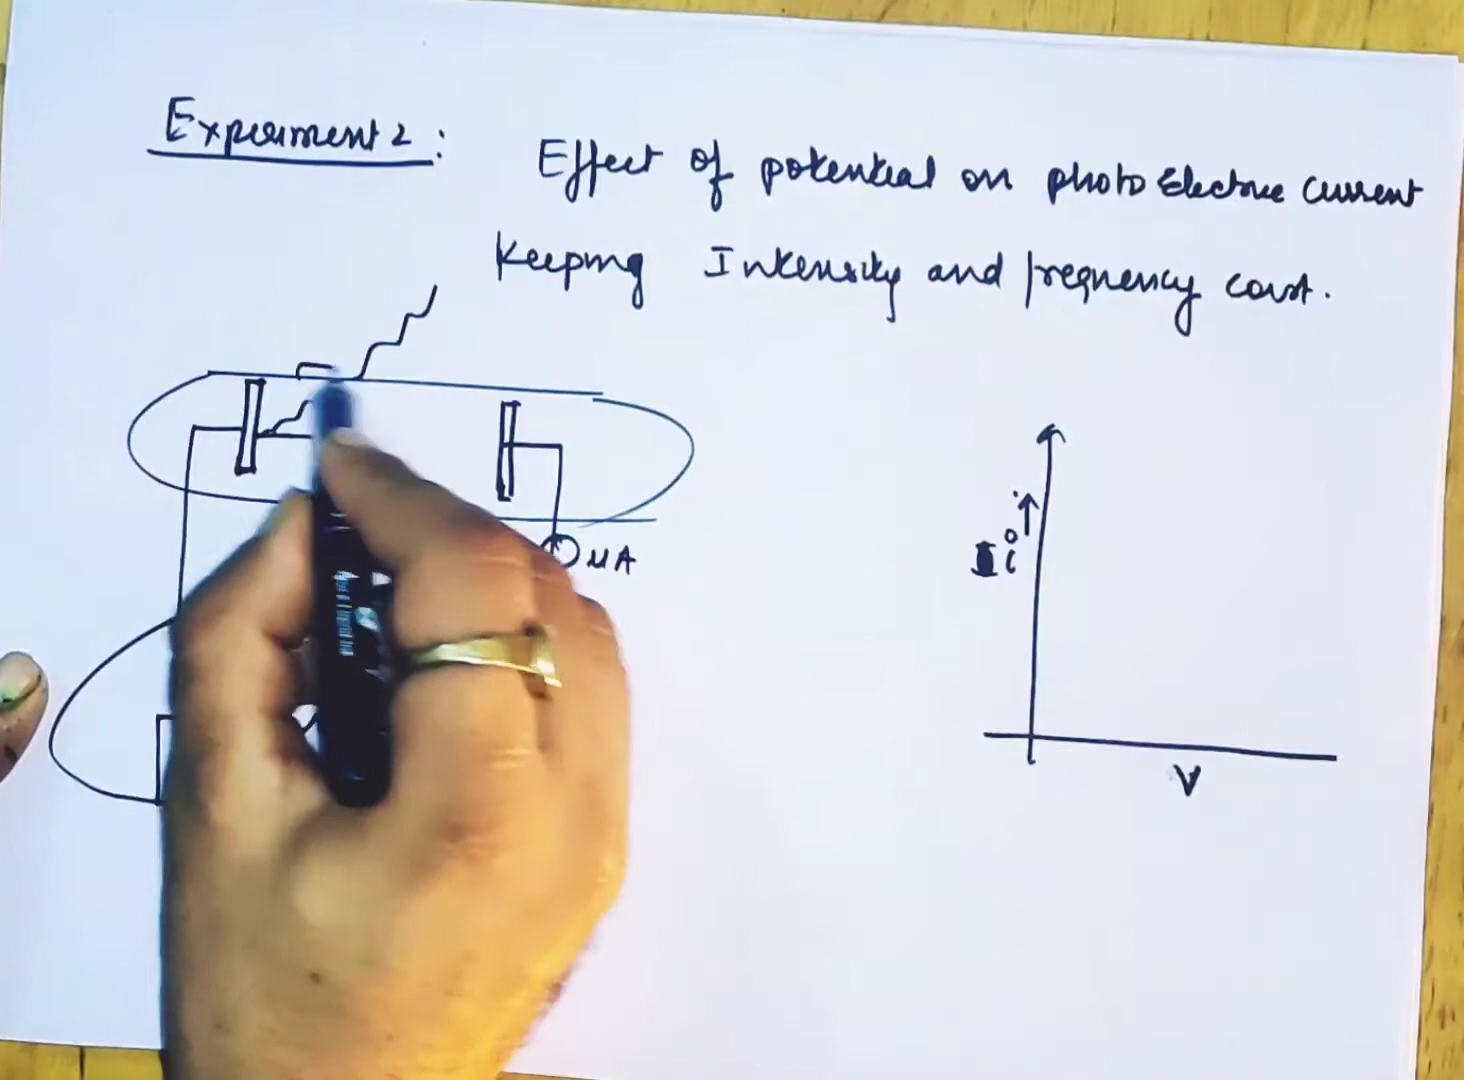 Experiment 2:
Effect of potential on photo Electric current
Keeping Intensity and frequency const.
μA
i
V